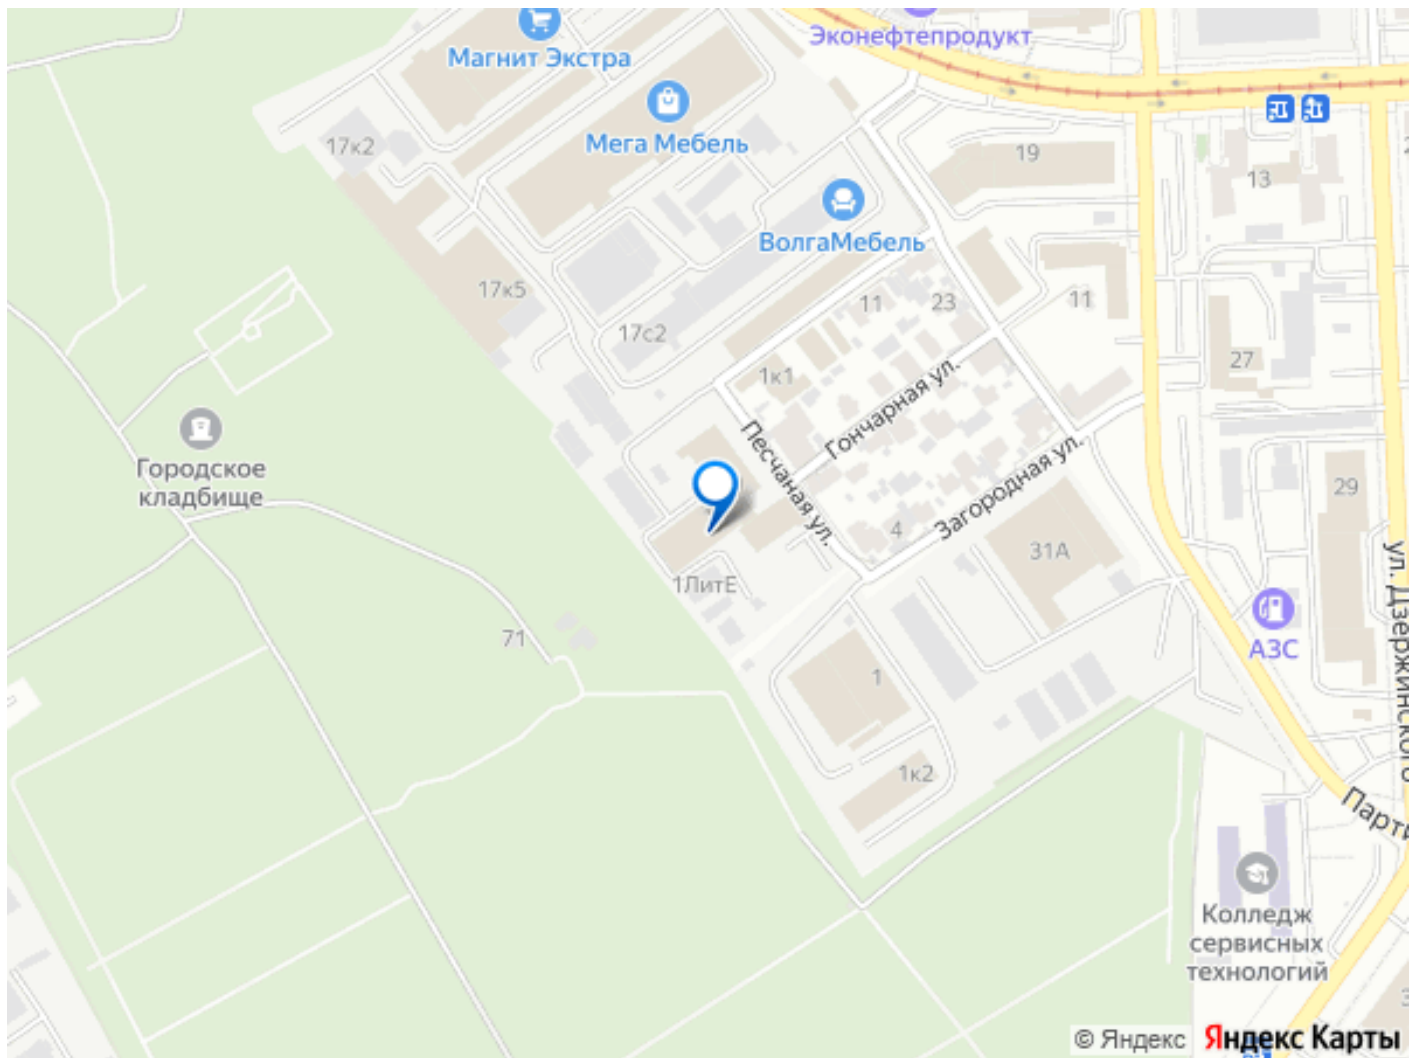 Эконефтепродукт
Магнит Экстра
Мега Мебель
17к2
19
13
ВолгаМебель
17к5
11
23
11
17с2
27
1к1
Гончарная ул.
Песчаная ул.
Городское
кладбище
Загородная ул.
29
4
31А
1ЛитЕ
ул. Дзержинского
71
АЗС
1
1к2
Парти
Колледж
сервисных
технологий
© Яндекс
Яндекс Карты